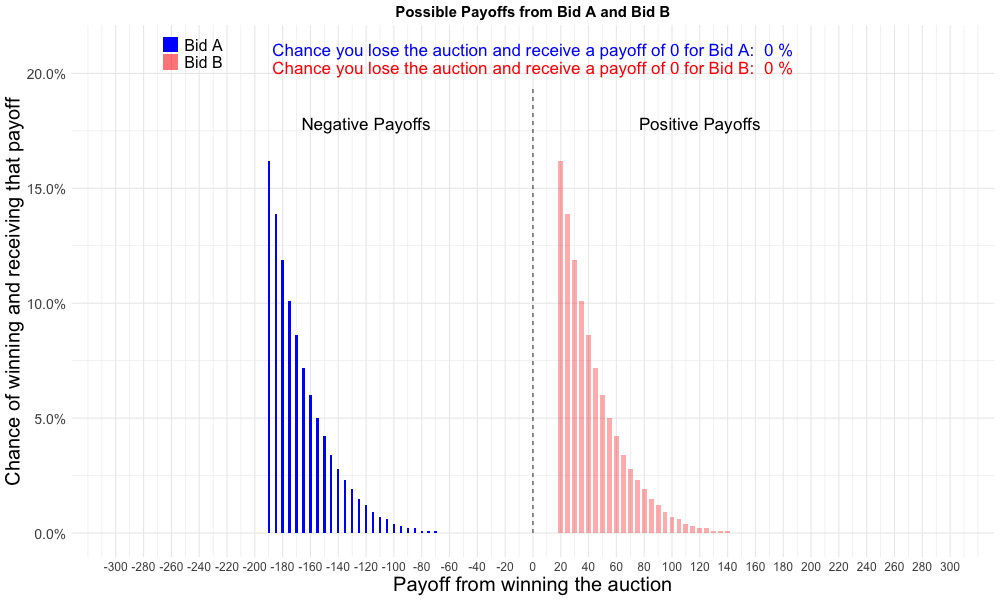 Possible Payoffs from Bid A and Bid B
Bid A
Bid B
Chance you lose the auction and receive a payoff of 0 for Bid A:  0 %
Chance you lose the auction and receive a payoff of 0 for Bid B:  0 %
Negative Payoffs
Positive Payoffs
Chance of winning and receiving that payoff
20.0%
15.0%
10.0%
5.0%
0.0%
-300 -280 -260 -240 -220 -200 -180 -160 -140 -120 -100 -80 -60 -40 -20 0 20 40 60 80 100 120 140 160 180 200 220 240 260 280 300
Payoff from winning the auction